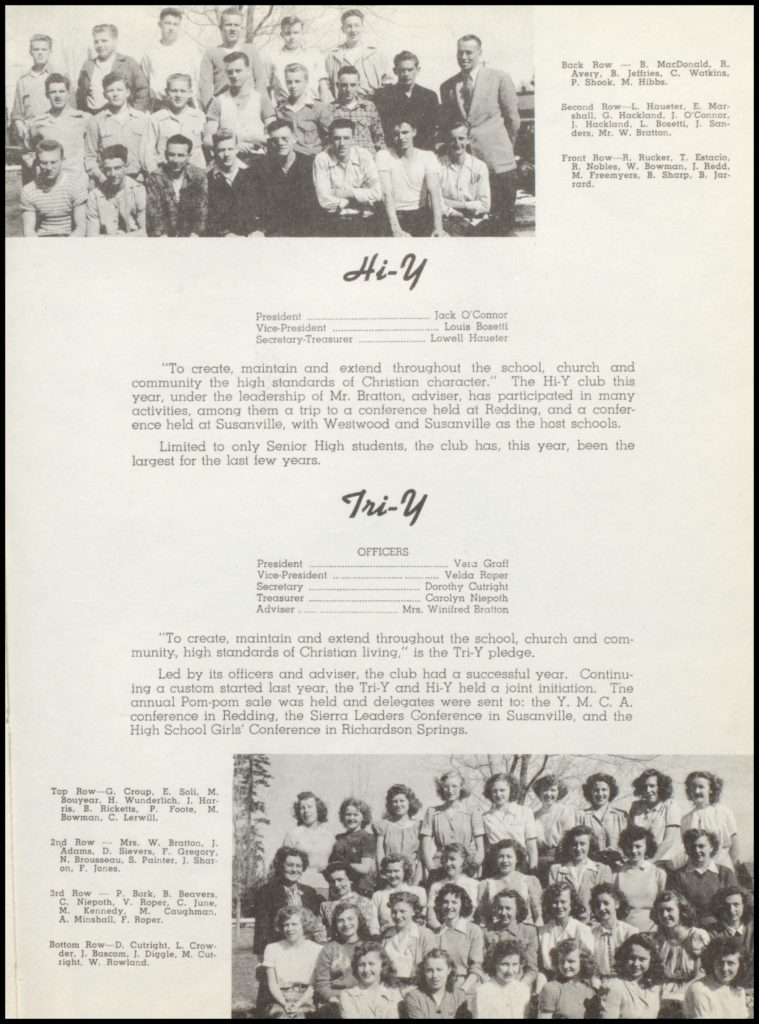 Back Row — B. MacDonald, R.
Avery, B. Jeffries, C. Watkins,
P. Shook, M. Hibbs.
Second Row—L. Haueter, E. Mar-
shall, G. Hackland, J. O'Connor,
J. Hackland, L. Bosetti, J. San-
ders, Mr. W. Bratton.
Front Row—R. Rucker, T. Estacio,
R. Nobles, W. Bowman, J. Redd,
M. Freemyers, B. Sharp, B. Jar-
rard.
Hi-Y
President ........ Jack O'Connor
Vice-President ........ Louis Bosetti
Secretary-Treasurer ........ Lowell Haueter
"To create, maintain and extend throughout the school, church and
community the high standards of Christian character." The Hi-Y club this
year, under the leadership of Mr. Bratton, adviser, has participated in many
activities, among them a trip to a conference held at Redding, and a confer-
ence held at Susanville, with Westwood and Susanville as the host schools.
Limited to only Senior High students, the club has, this year, been the
largest for the last few years.
Tri-Y
OFFICERS
President ........ Vera Graff
Vice-President ........ Velda Roper
Secretary ........ Dorothy Cutright
Treasurer ........ Carolyn Niepoth
Adviser ........ Mrs. Winifred Bratton
"To create, maintain and extend throughout the school, church and com-
munity, high standards of Christian living," is the Tri-Y pledge.
Led by its officers and adviser, the club had a successful year. Continu-
ing a custom started last year, the Tri-Y and Hi-Y held a joint initiation. The
annual Pom-pom sale was held and delegates were sent to: the Y. M. C. A.
conference in Redding, the Sierra Leaders Conference in Susanville, and the
High School Girls' Conference in Richardson Springs.
Top Row—G. Croup, E. Soli, M.
Bouyear, H. Wunderlich, J. Har-
ris, B. Ricketts, P. Foote, M.
Bowman, C. Lerwill.
2nd Row — Mrs. W. Bratton, J.
Adams, D. Sievers, F. Gregory,
N. Brousseau, S. Painter, J. Shar-
on, F. Jones.
3rd Row — P. Bork, B. Beavers,
C. Niepoth, V. Roper, C. June,
M. Kennedy, M. Caughman,
A. Minshall, F. Roper.
Bottom Row—D. Cutright, L. Crow-
der, J. Bascom, J. Diggle, M. Cut-
right, W. Rowland.